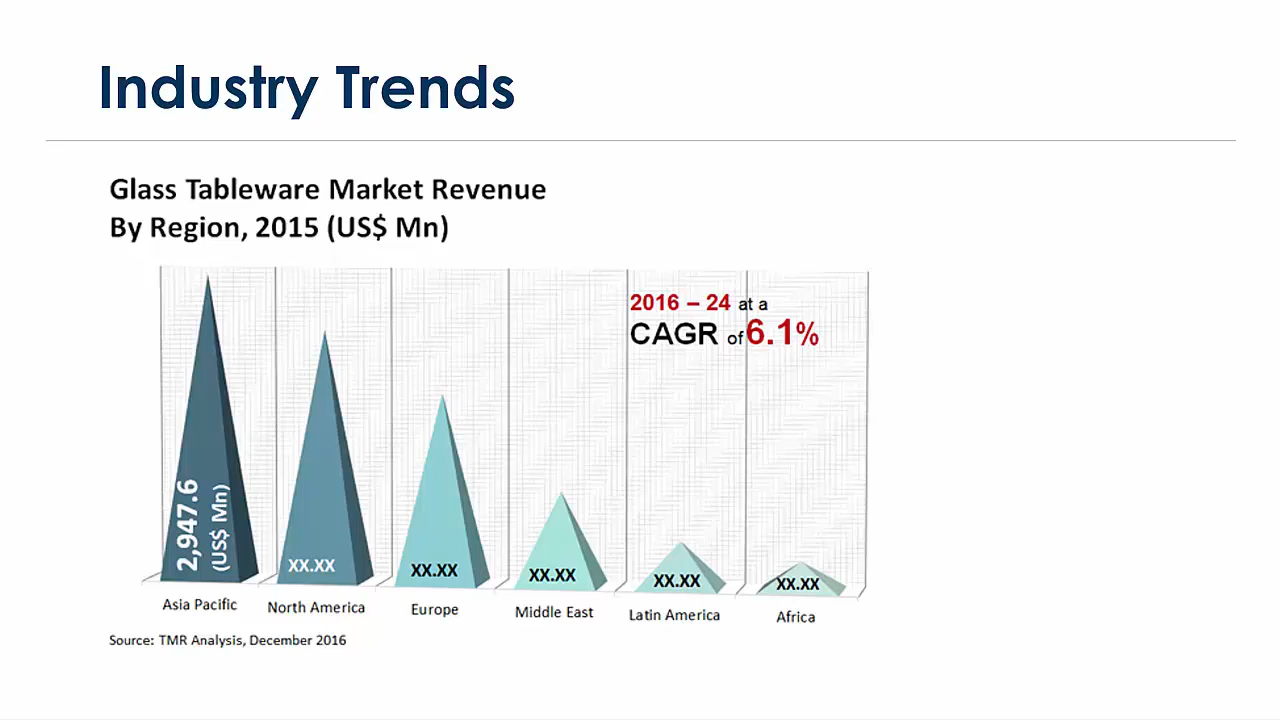 Industry Trends
Glass Tableware Market Revenue
By Region, 2015 (US$ Mn)
2016 – 24 at a
CAGR of 6.1%
2,947.6
(US$ Mn)
XX.XX
XX.XX
XX.XX
XX.XX
XX.XX
Asia Pacific
North America
Europe
Middle East
Latin America
Africa
Source: TMR Analysis, December 2016